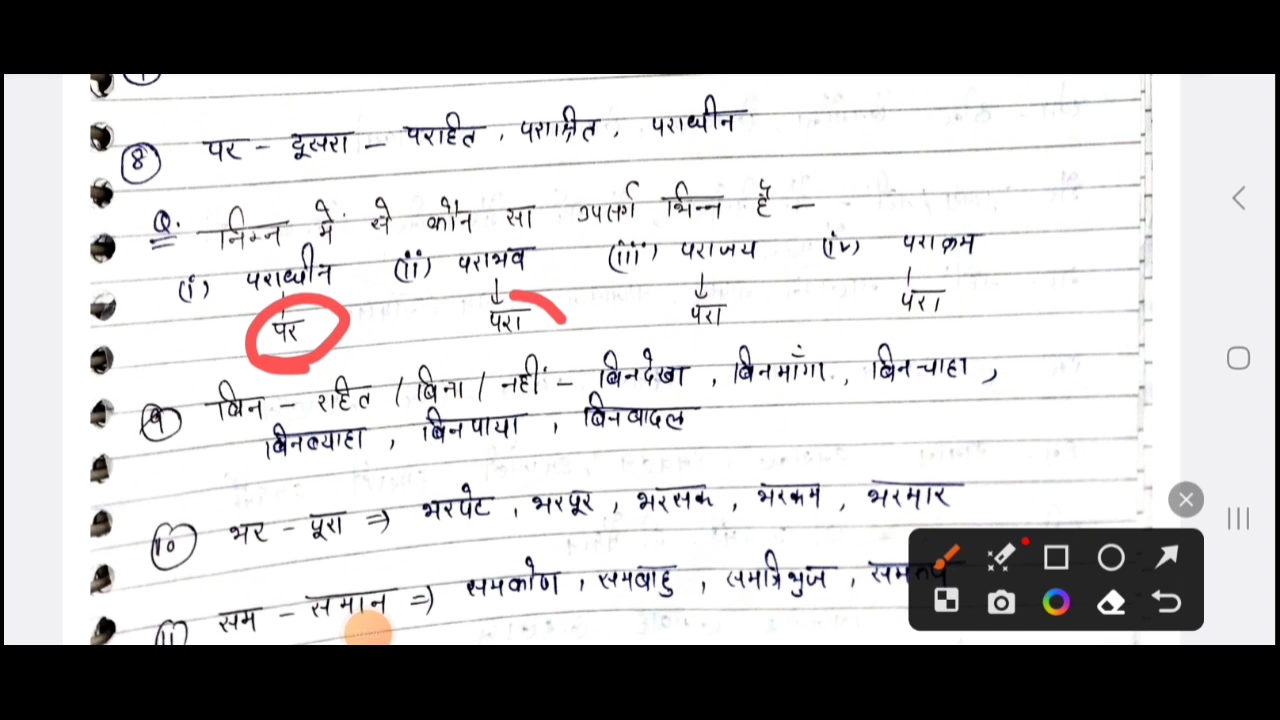 ⑧ पर – दूसरा – पराहित, पराश्रित, पराधीन
Q. निम्न में से कौन सा उपसर्ग भिन्न है –
(i) पराधीन (ii) पराभव (iii) पराजय (iv) पराक्रम
पर परा परा परा
⑨ बिन – रहित / बिना / नहीं – बिनदेखा, बिनमांगा, बिनचाहा,
बिनब्याहा, बिनपाया, बिनबादल
⑩ भर – पूरा ⇒ भरपेट, भरपूर, भरसक, भरकम, भरमार
⑪ सम – समान ⇒ समकोण, समबाहु, समत्रिभुज,